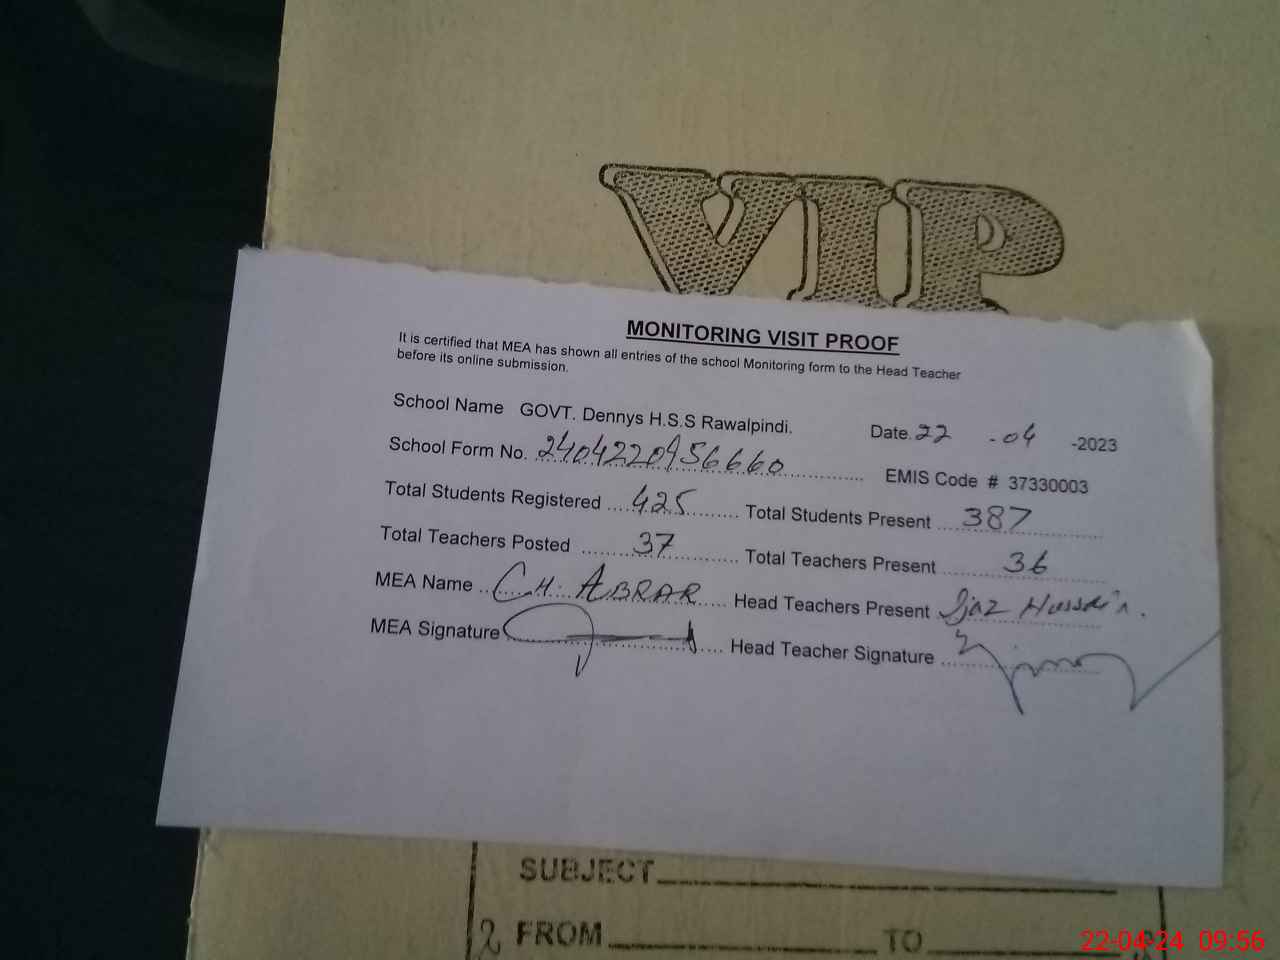 VIP
MONITORING VISIT PROOF
It is certified that MEA has shown all entries of the school Monitoring form to the Head Teacher
before its online submission.
School Name GOVT. Dennys H.S.S Rawalpindi. Date. 22 -04 -2023
School Form No. 2404220956660 EMIS Code # 37330003
Total Students Registered 425 Total Students Present 387
Total Teachers Posted 37 Total Teachers Present 36
MEA Name CH. ABRAR Head Teachers Present Ijaz Hussain.
MEA Signature Head Teacher Signature
SUBJECT
FROM TO
22-04-24 09:56